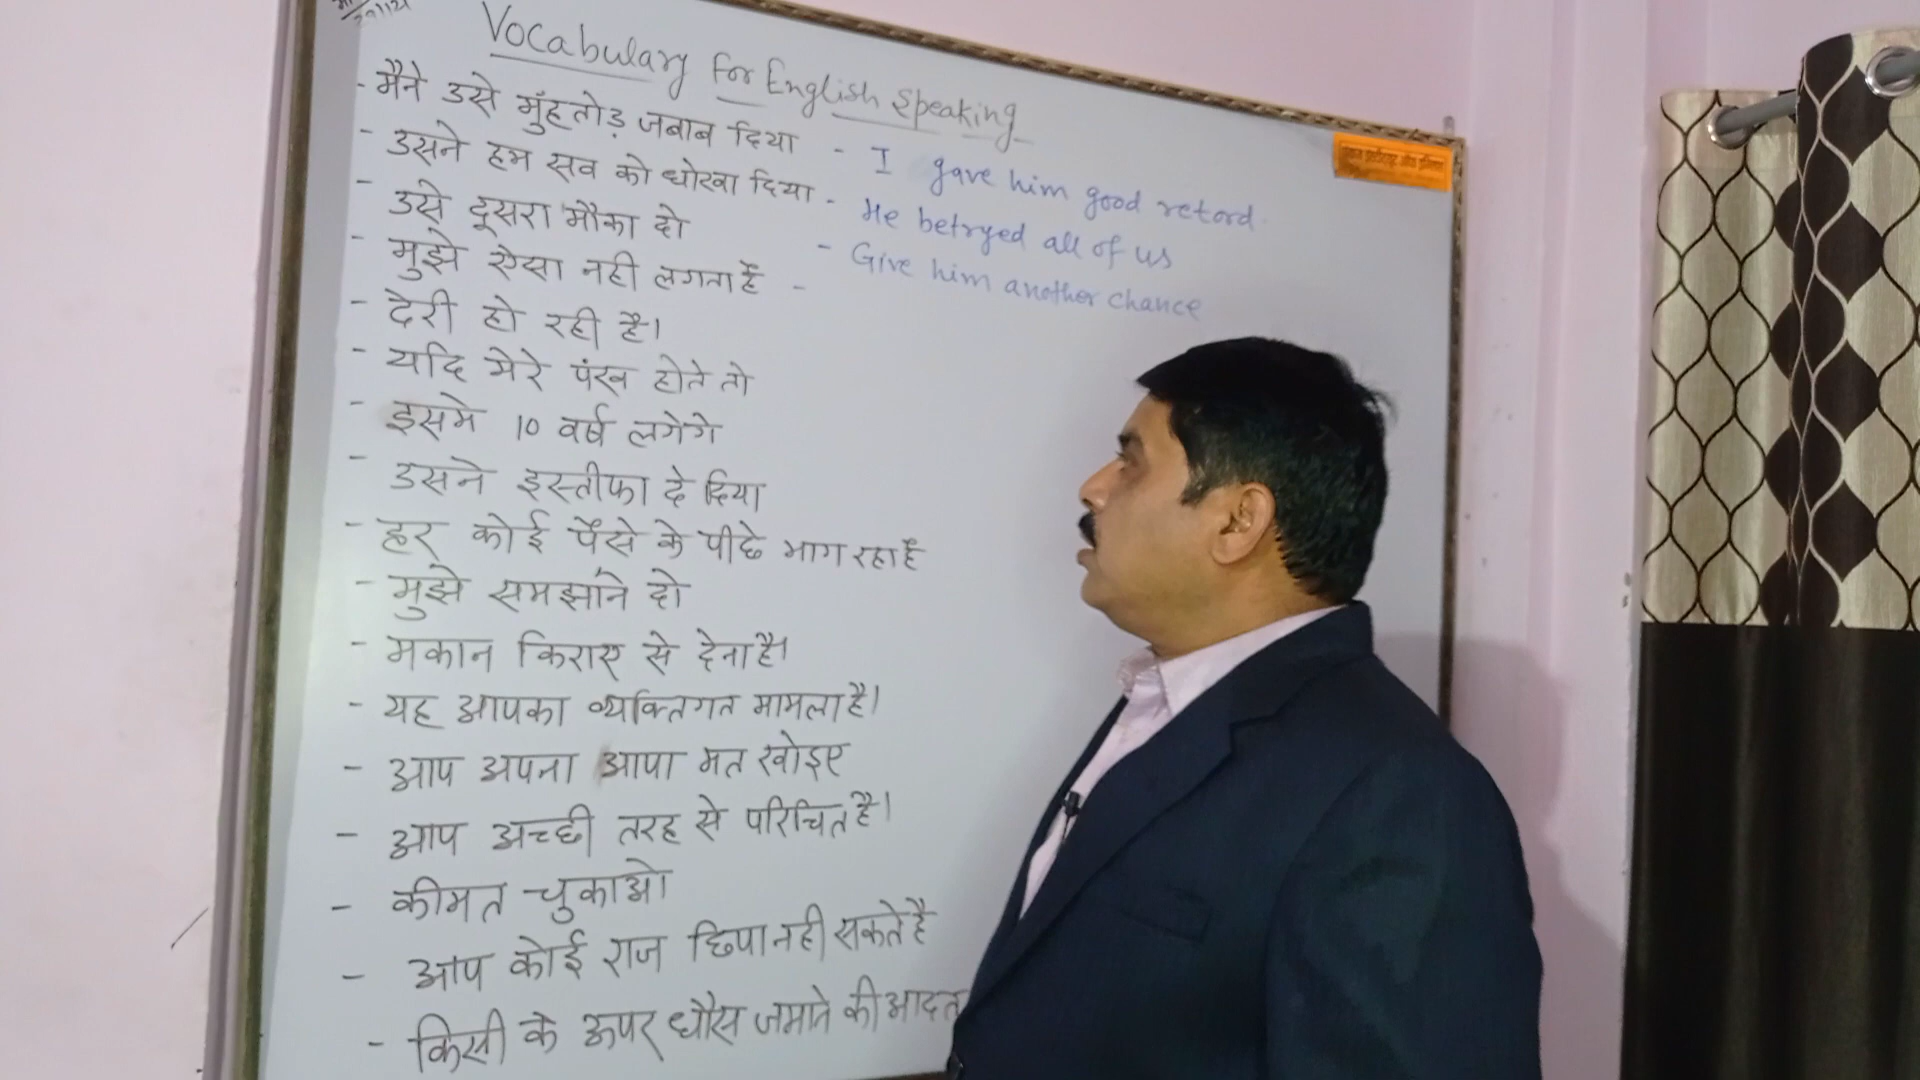 Vocabulary For English Speaking
- मैने उसे मुंहतोड़ जबाब दिया - I gave him good retord.
- उसने हम सव को धोखा दिया - He betryed all of us
- उसे दूसरा मौका दो - Give him another chance
- मुझे ऐसा नही लगता है -
- देरी हो रही है।
- यदि मेरे पंख होते तो
- इसमे 10 वर्ष लगेगे
- उसने इस्तीफा दे दिया
- हर कोई पैसे के पीछे भाग रहा है
- मुझे समझाने दो
- मकान किराए से देना है।
- यह आपका व्यक्तिगत मामला है।
- आप अपना आपा मत खोइए
- आप अच्छी तरह से परिचित है।
- कीमत चुकाओ
- आप कोई राज छिपा नही सकते है
- किसी के ऊपर धौस जमाने की आदत